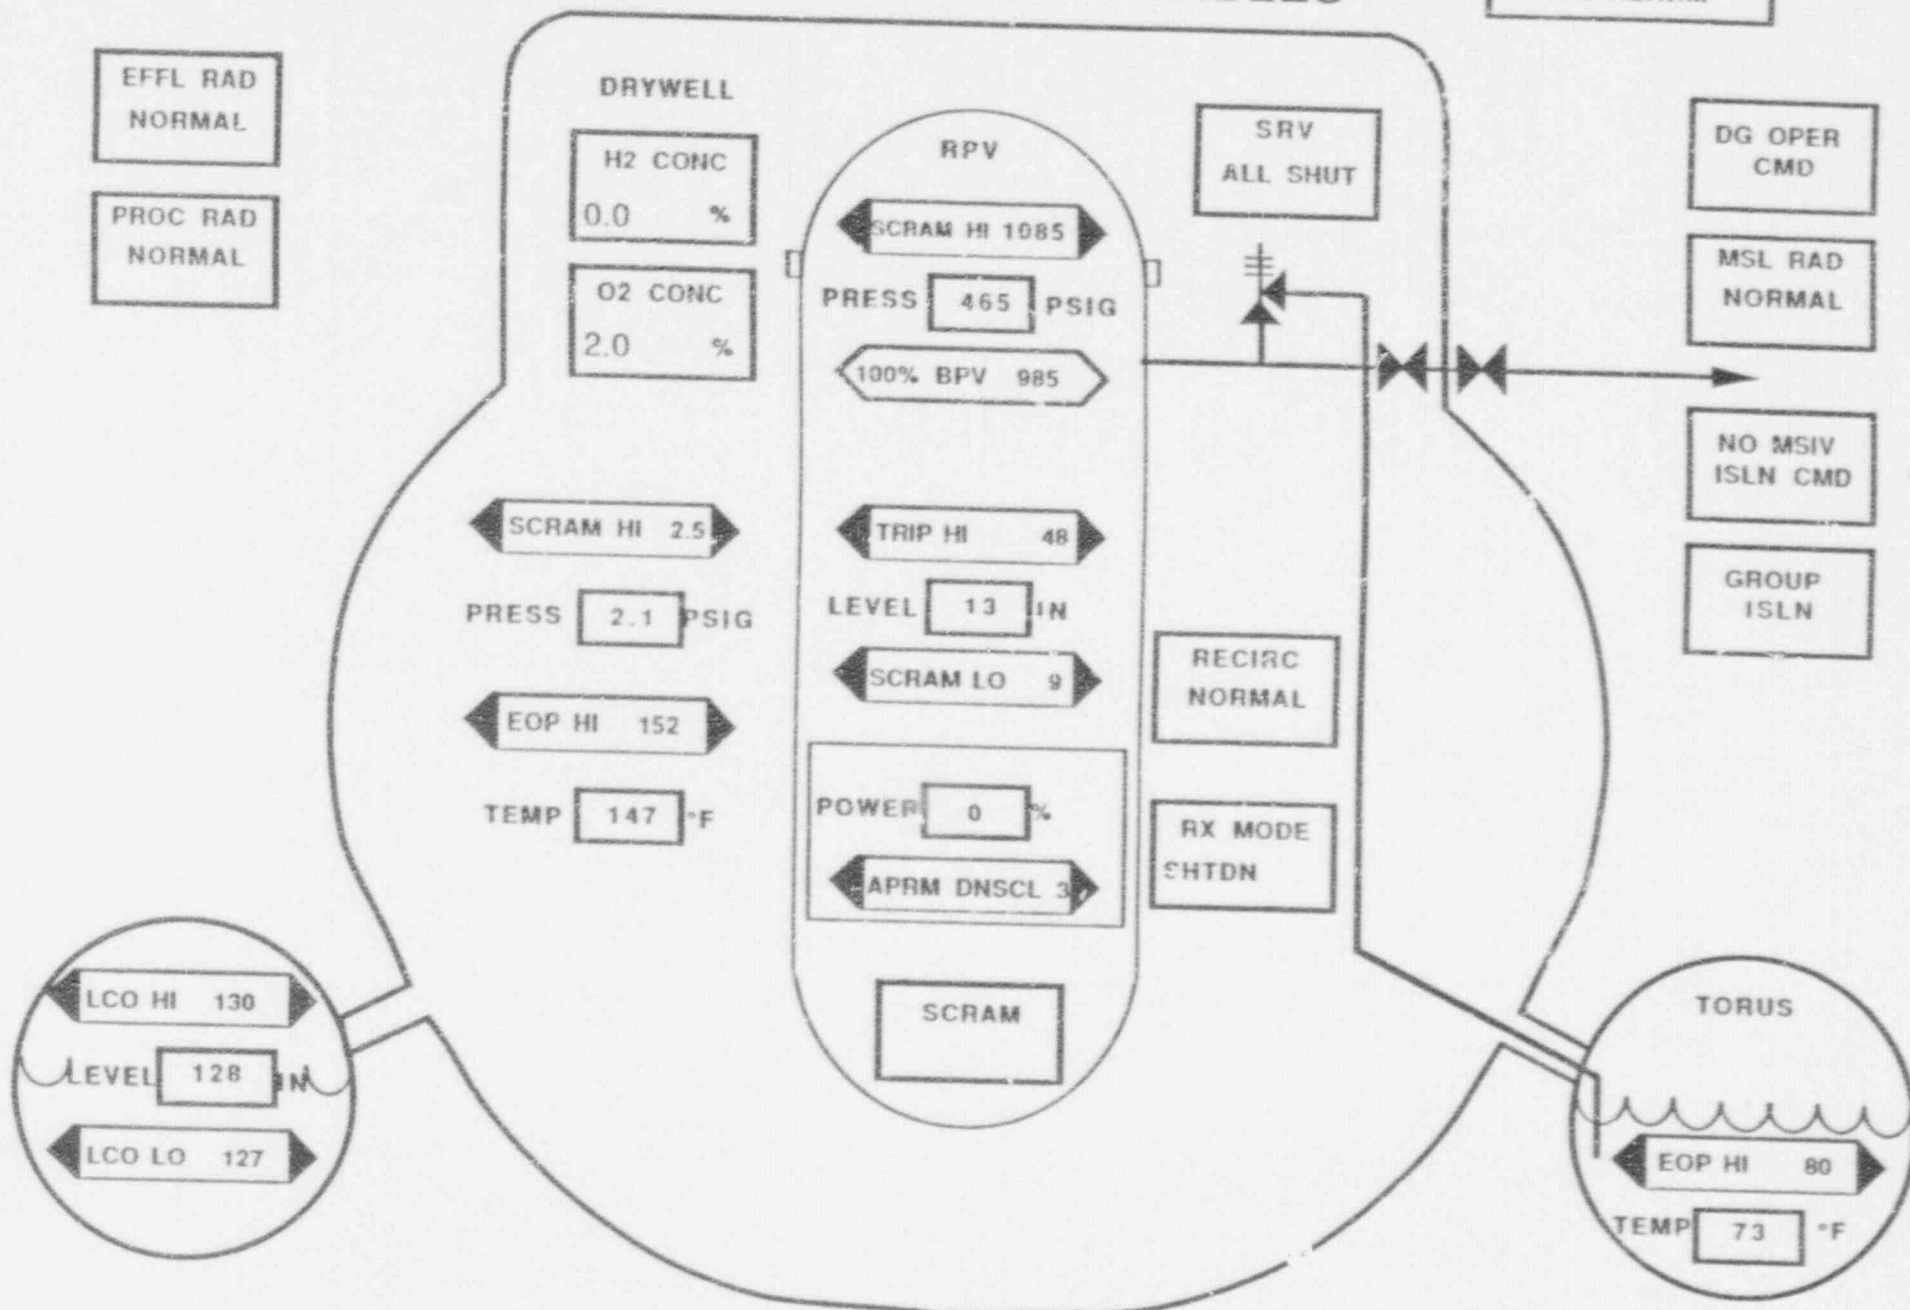 EFFL RAD
NORMAL
PROC RAD
NORMAL
DRYWELL
H2 CONC
0.0 %
O2 CONC
2.0 %
SCRAM HI 2.5
PRESS 2.1 PSIG
EOP HI 152
TEMP 147 °F
RPV
SCRAM HI 1085
PRESS 465 PSIG
100% BPV 985
TRIP HI 48
LEVEL 13 IN
SCRAM LO 9
POWER 0 %
APRM DNSCL 3
SCRAM
SRV
ALL SHUT
RECIRC
NORMAL
RX MODE
SHTDN
DG OPER
CMD
MSL RAD
NORMAL
NO MSIV
ISLN CMD
GROUP
ISLN
LCO HI 130
LEVEL 128 IN
LCO LO 127
TORUS
EOP HI 80
TEMP 73 °F